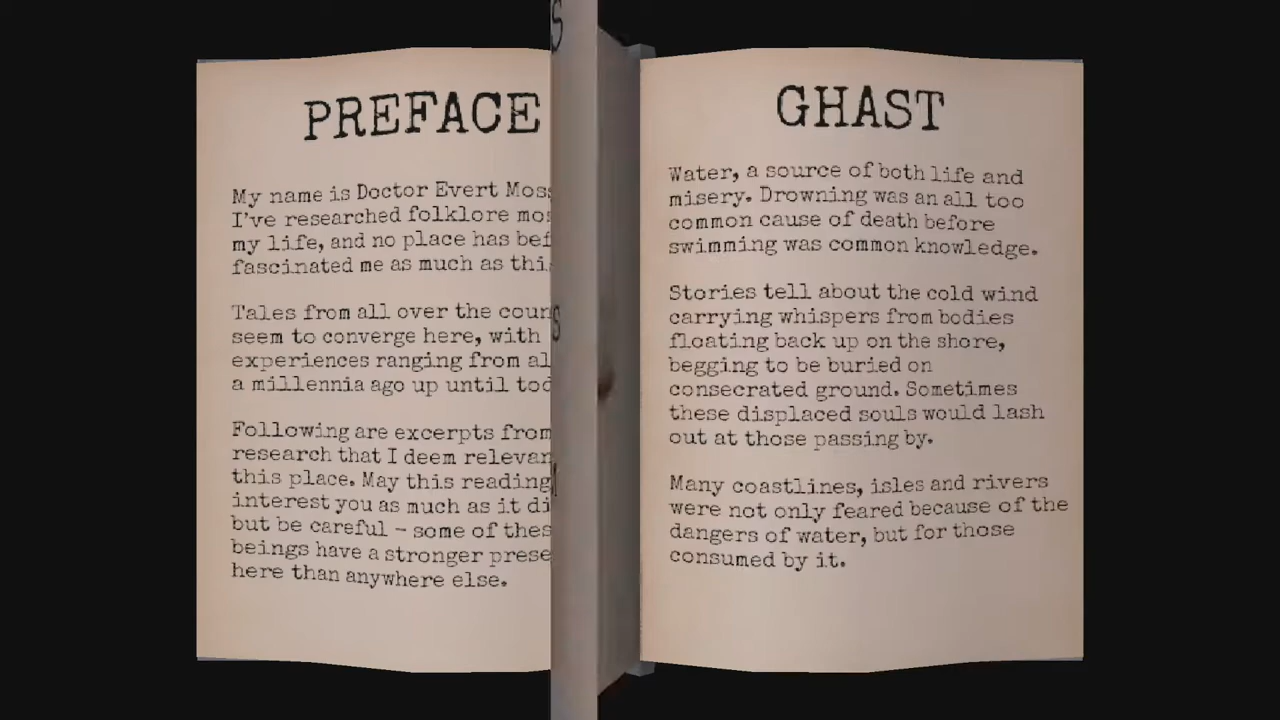 PREFACE
My name is Doctor Evert
I've researched folklore
my life, and no place has
fascinated me as much as
Tales from all over the
seem to converge here, with
experiences ranging from
a millennia ago up until
Following are excerpts from
research that I deem
this place. May this reading
interest you as much as it
but be careful – some of
beings have a stronger
here than anywhere else.
GHAST
Water, a source of both life and
misery. Drowning was an all too
common cause of death before
swimming was common knowledge.
Stories tell about the cold wind
carrying whispers from bodies
floating back up on the shore,
begging to be buried on
consecrated ground. Sometimes
these displaced souls would lash
out at those passing by.
Many coastlines, isles and rivers
were not only feared because of the
dangers of water, but for those
consumed by it.